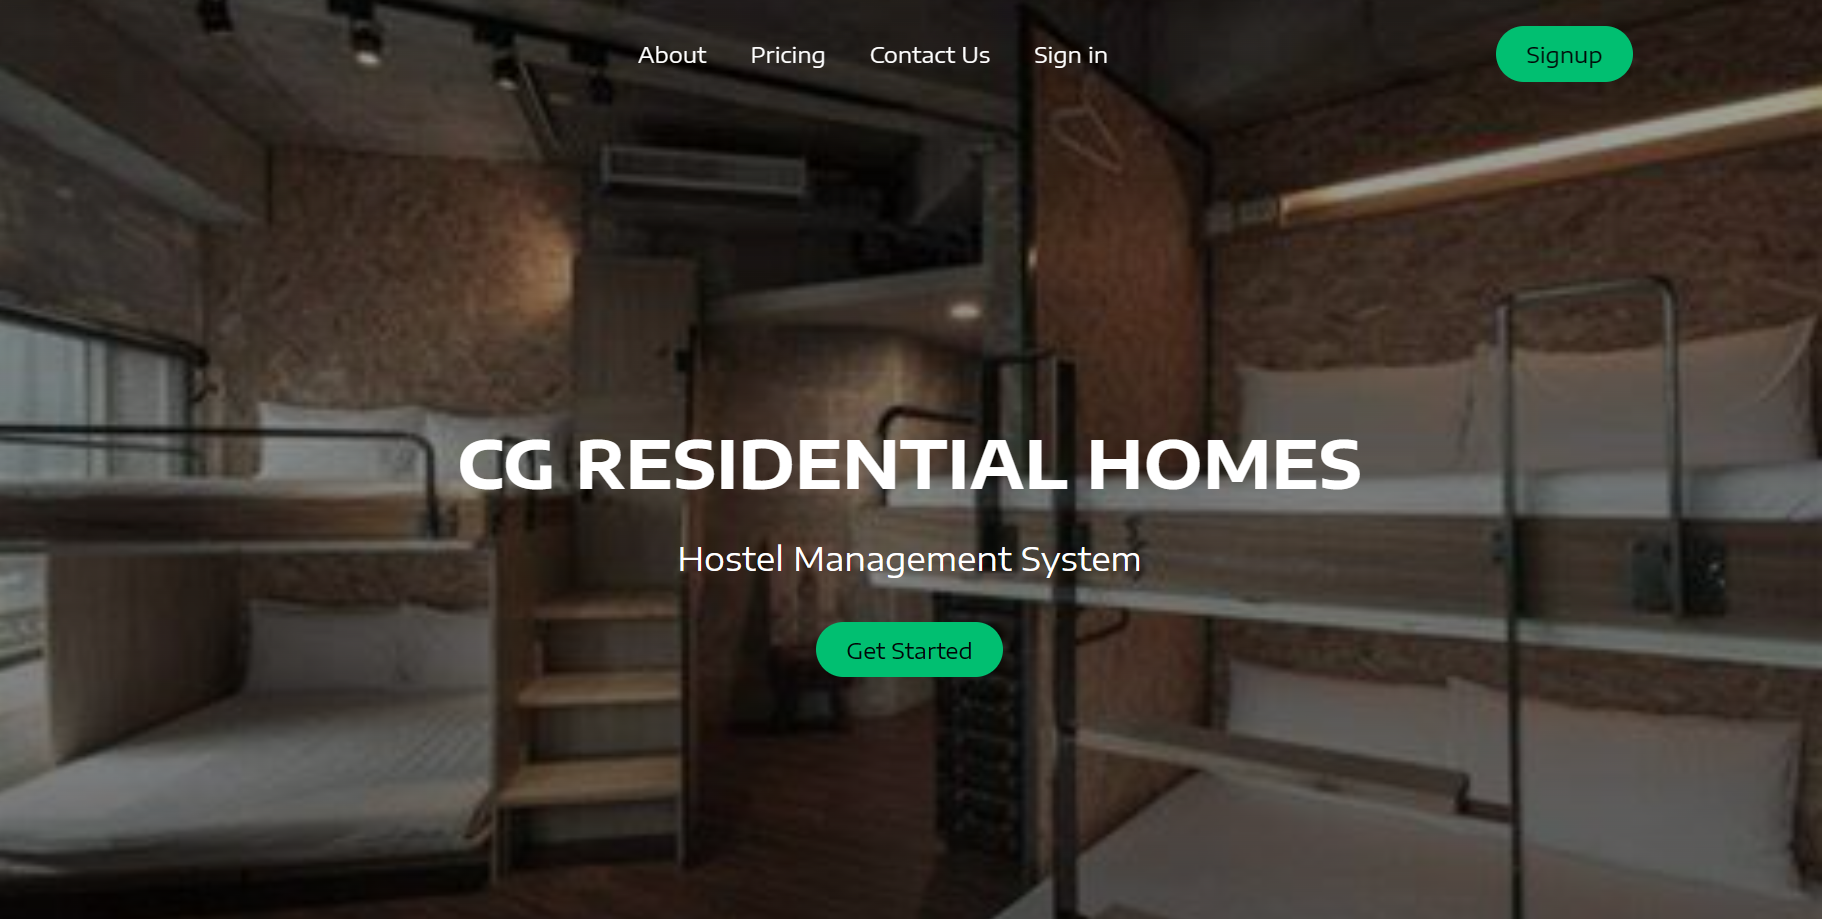 About Pricing Contact Us Sign in Signup
CG RESIDENTIAL HOMES
Hostel Management System
Get Started